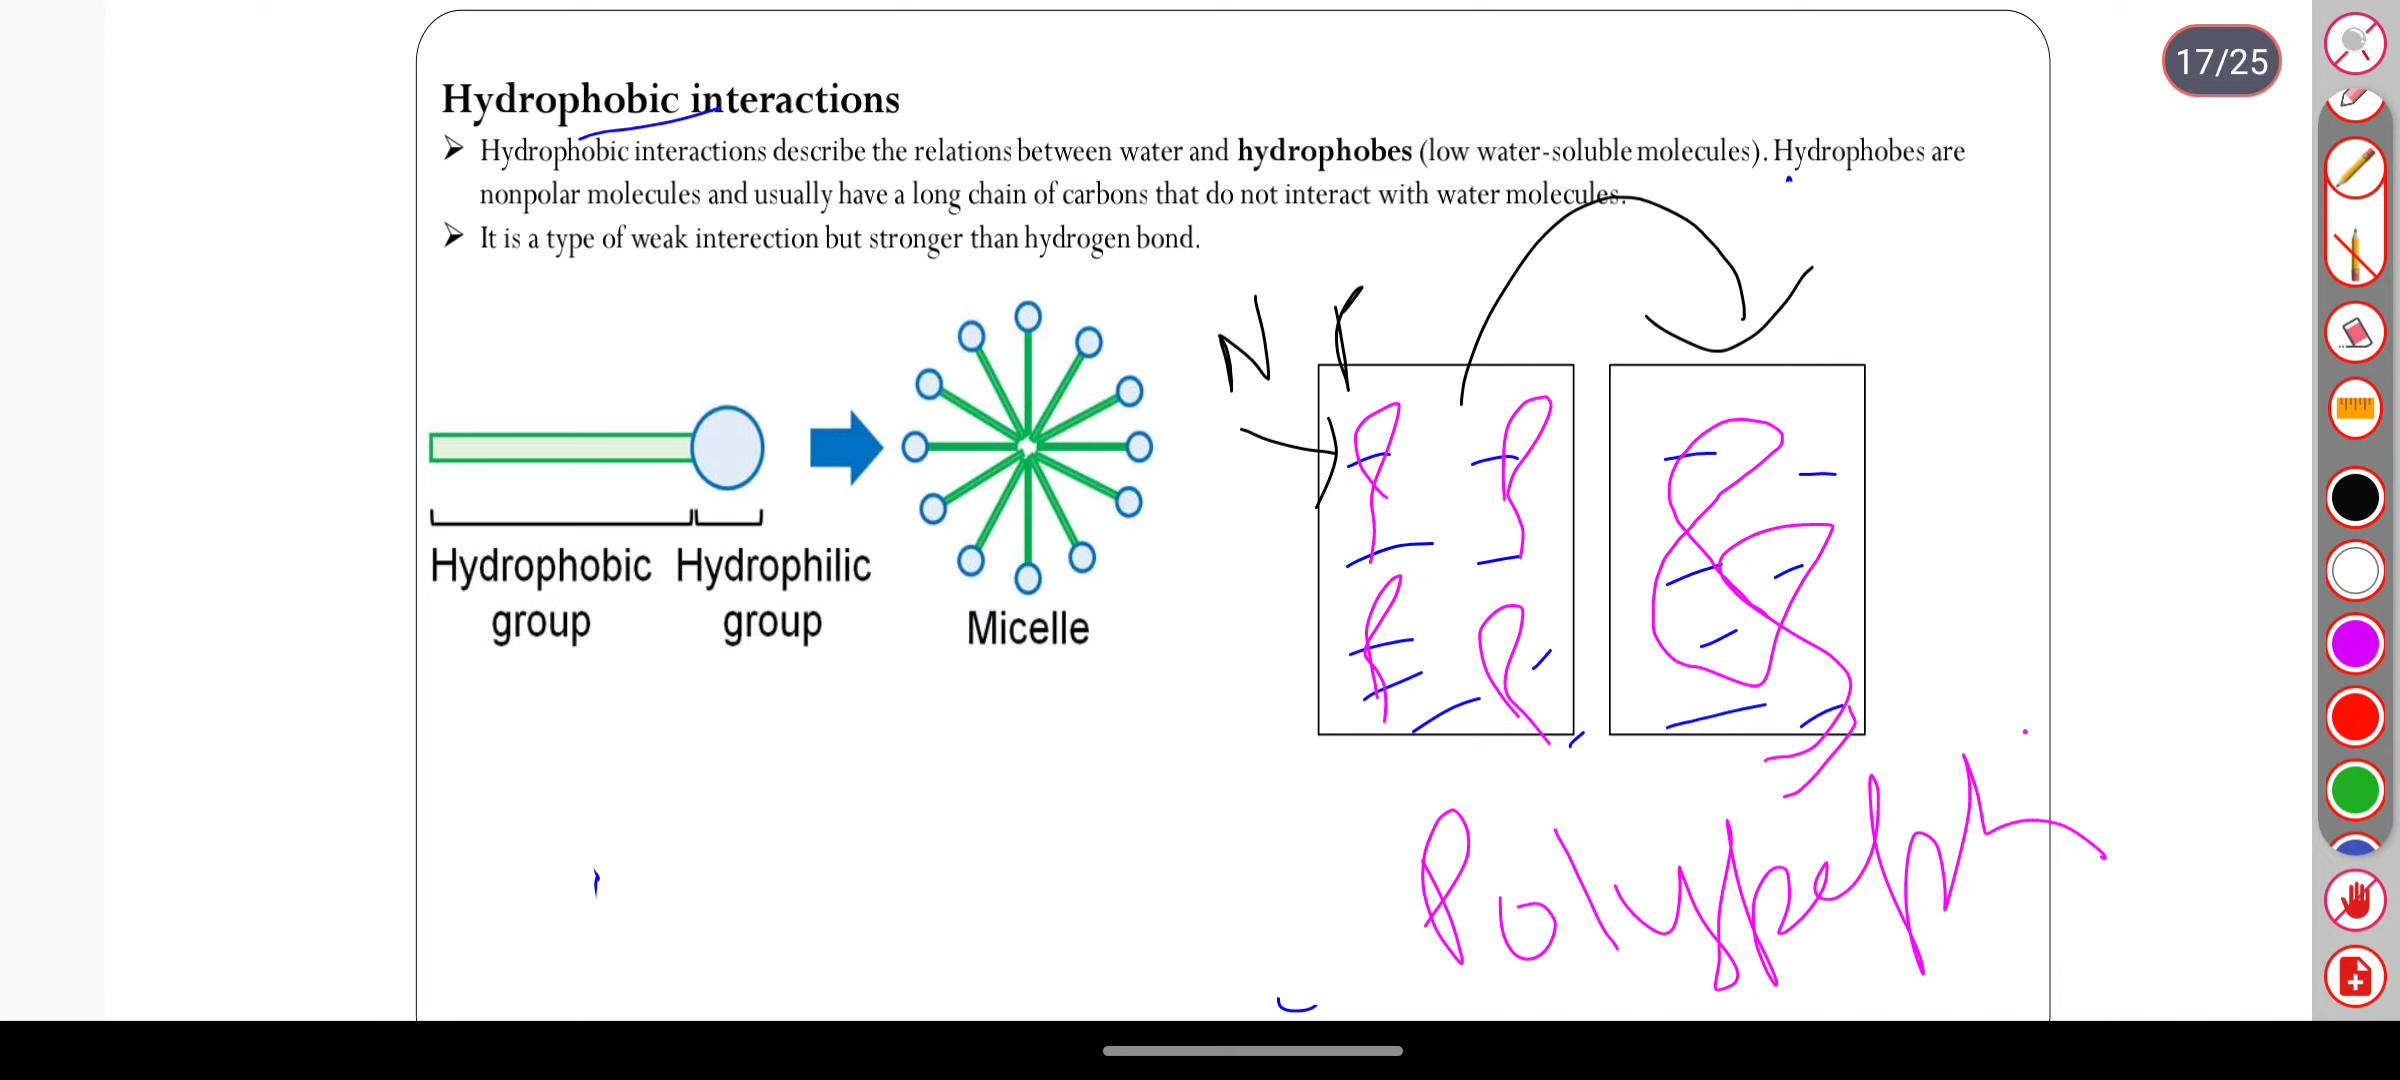 17/25
Hydrophobic interactions
➢ Hydrophobic interactions describe the relations between water and hydrophobes (low water-soluble molecules). Hydrophobes are
nonpolar molecules and usually have a long chain of carbons that do not interact with water molecules.
➢ It is a type of weak interection but stronger than hydrogen bond.
N P
Hydrophobic group
Hydrophilic group
Micelle